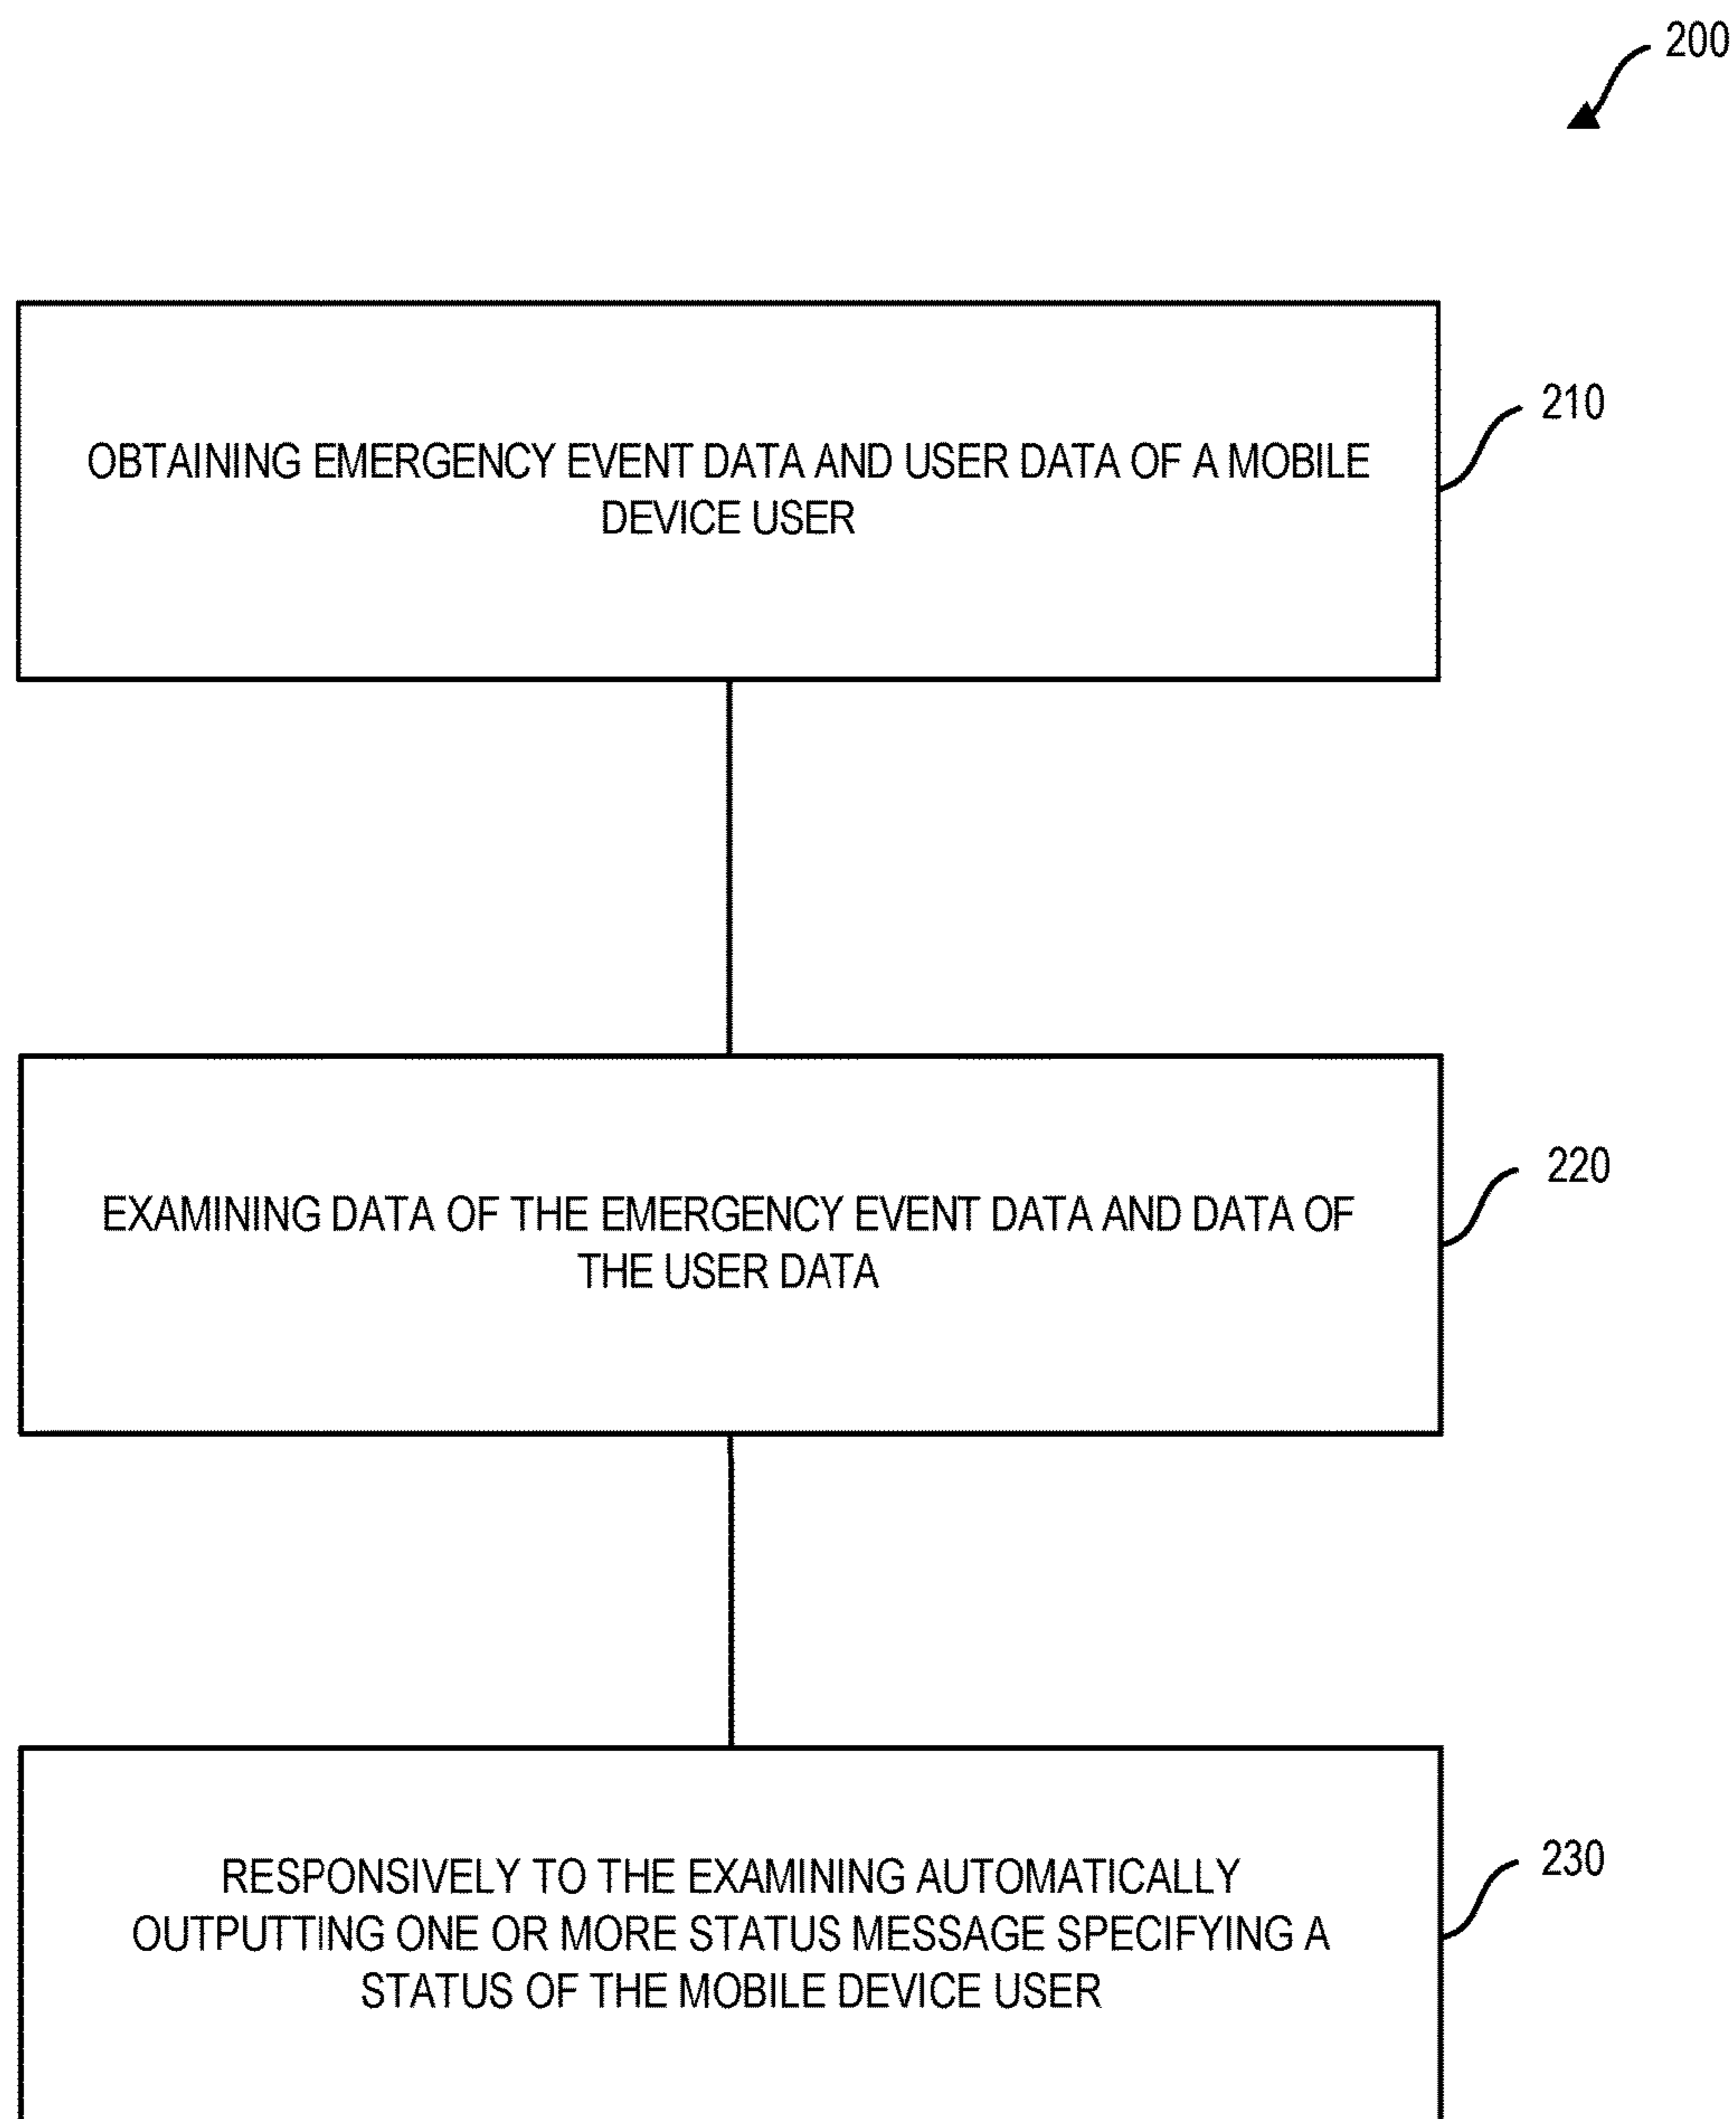 200
210
OBTAINING EMERGENCY EVENT DATA AND USER DATA OF A MOBILE
DEVICE USER
220
EXAMINING DATA OF THE EMERGENCY EVENT DATA AND DATA OF
THE USER DATA
230
RESPONSIVELY TO THE EXAMINING AUTOMATICALLY
OUTPUTTING ONE OR MORE STATUS MESSAGE SPECIFYING A
STATUS OF THE MOBILE DEVICE USER